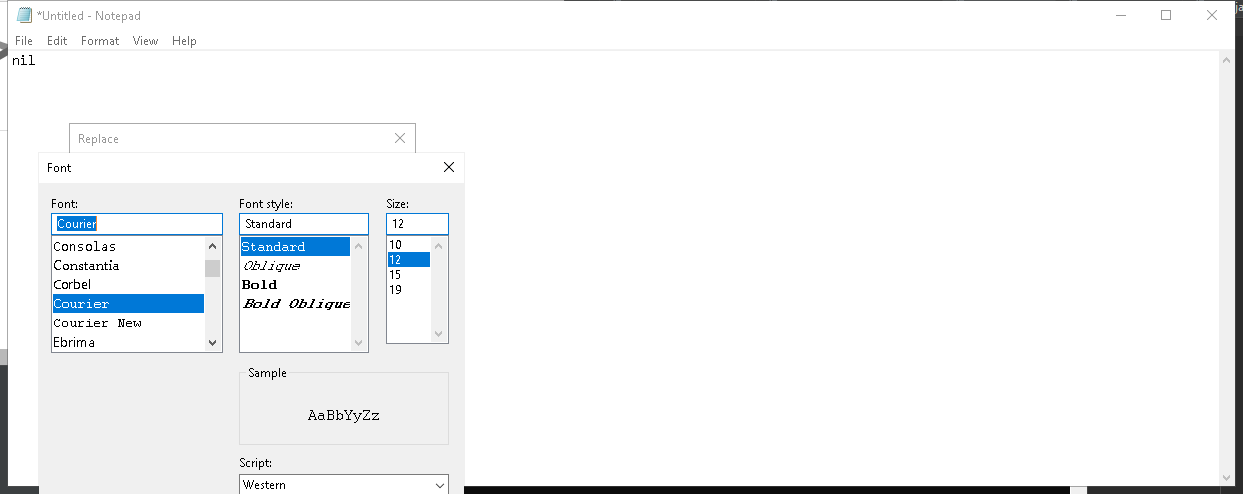 *Untitled - Notepad
File Edit Format View Help
nil
Replace
Font
Font: Font style: Size:
Courier Standard 12
Consolas Standard 10
Constantia Oblique 12
Corbel Bold 15
Courier Bold Oblique 19
Courier New
Ebrima
Sample
AaBbYyZz
Script:
Western